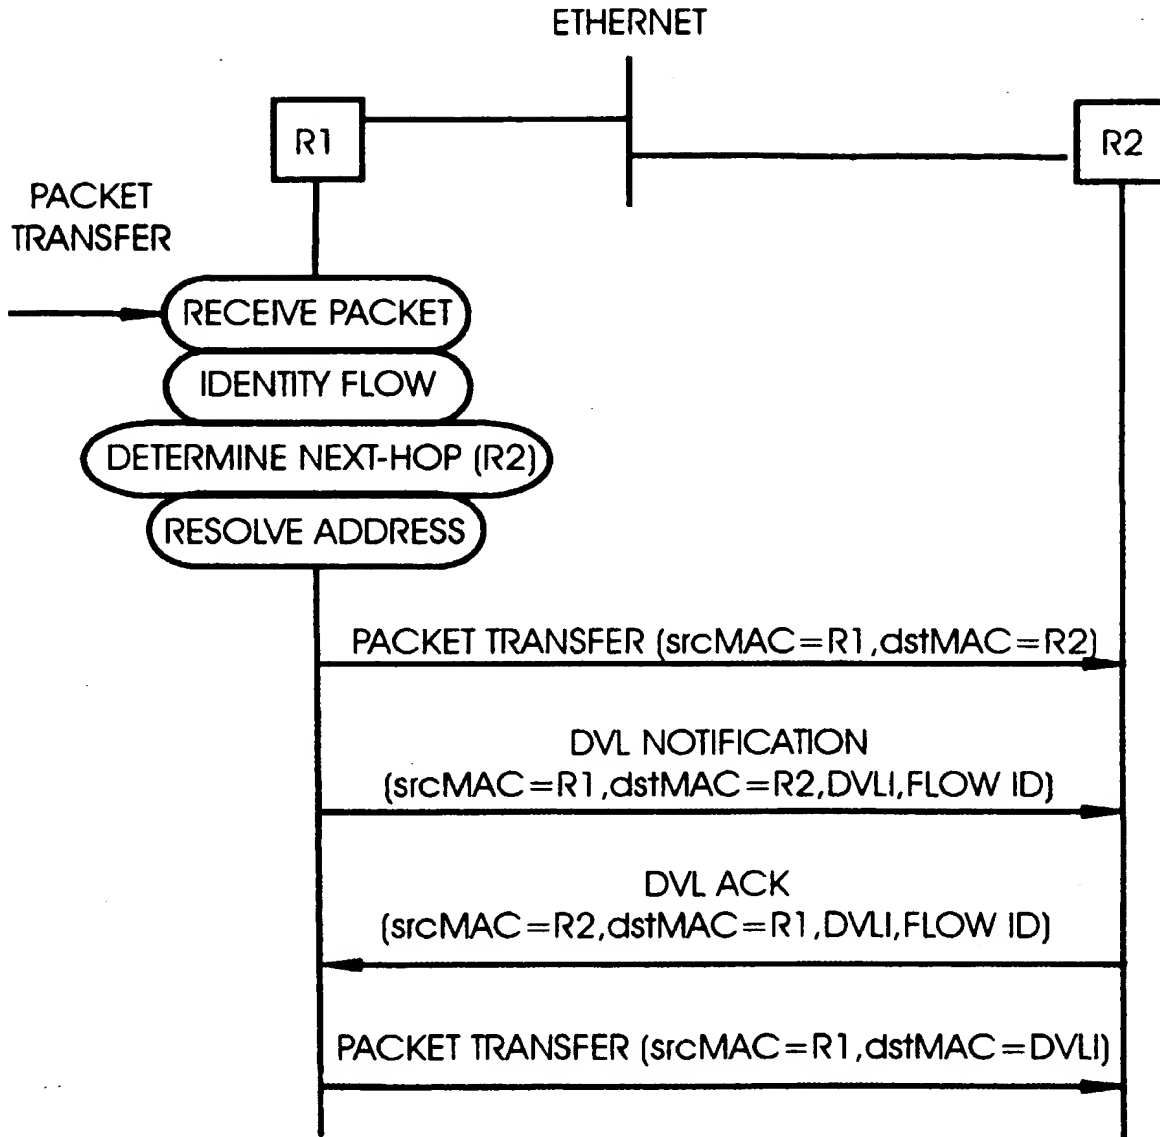 ETHERNET
R1
R2
PACKET
TRANSFER
RECEIVE PACKET
IDENTITY FLOW
DETERMINE NEXT-HOP (R2)
RESOLVE ADDRESS
PACKET TRANSFER (srcMAC=R1,dstMAC=R2)
DVL NOTIFICATION
(srcMAC=R1,dstMAC=R2,DVLI,FLOW ID)
DVL ACK
(srcMAC=R2,dstMAC=R1,DVLI,FLOW ID)
PACKET TRANSFER (srcMAC=R1,dstMAC=DVLI)